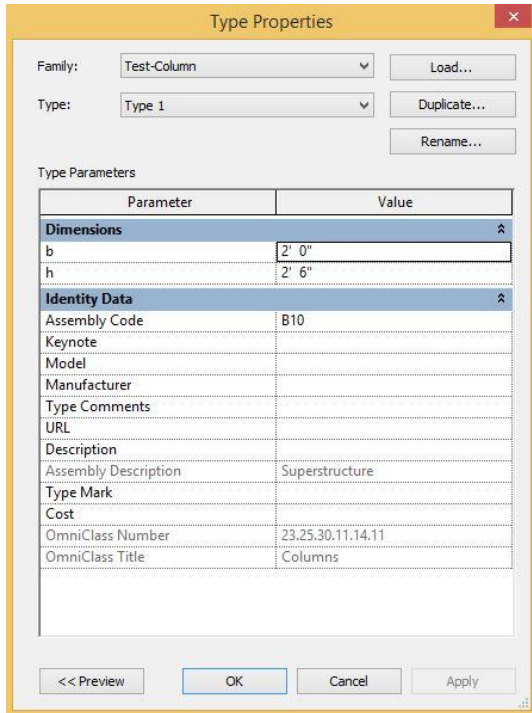 Type Properties
Family: Test-Column Load...
Type: Type 1 Duplicate...
Rename...
Type Parameters
Parameter Value
Dimensions
b 2' 0"
h 2' 6"
Identity Data
Assembly Code B10
Keynote
Model
Manufacturer
Type Comments
URL
Description
Assembly Description Superstructure
Type Mark
Cost
OmniClass Number 23.25.30.11.14.11
OmniClass Title Columns
<< Preview OK Cancel Apply